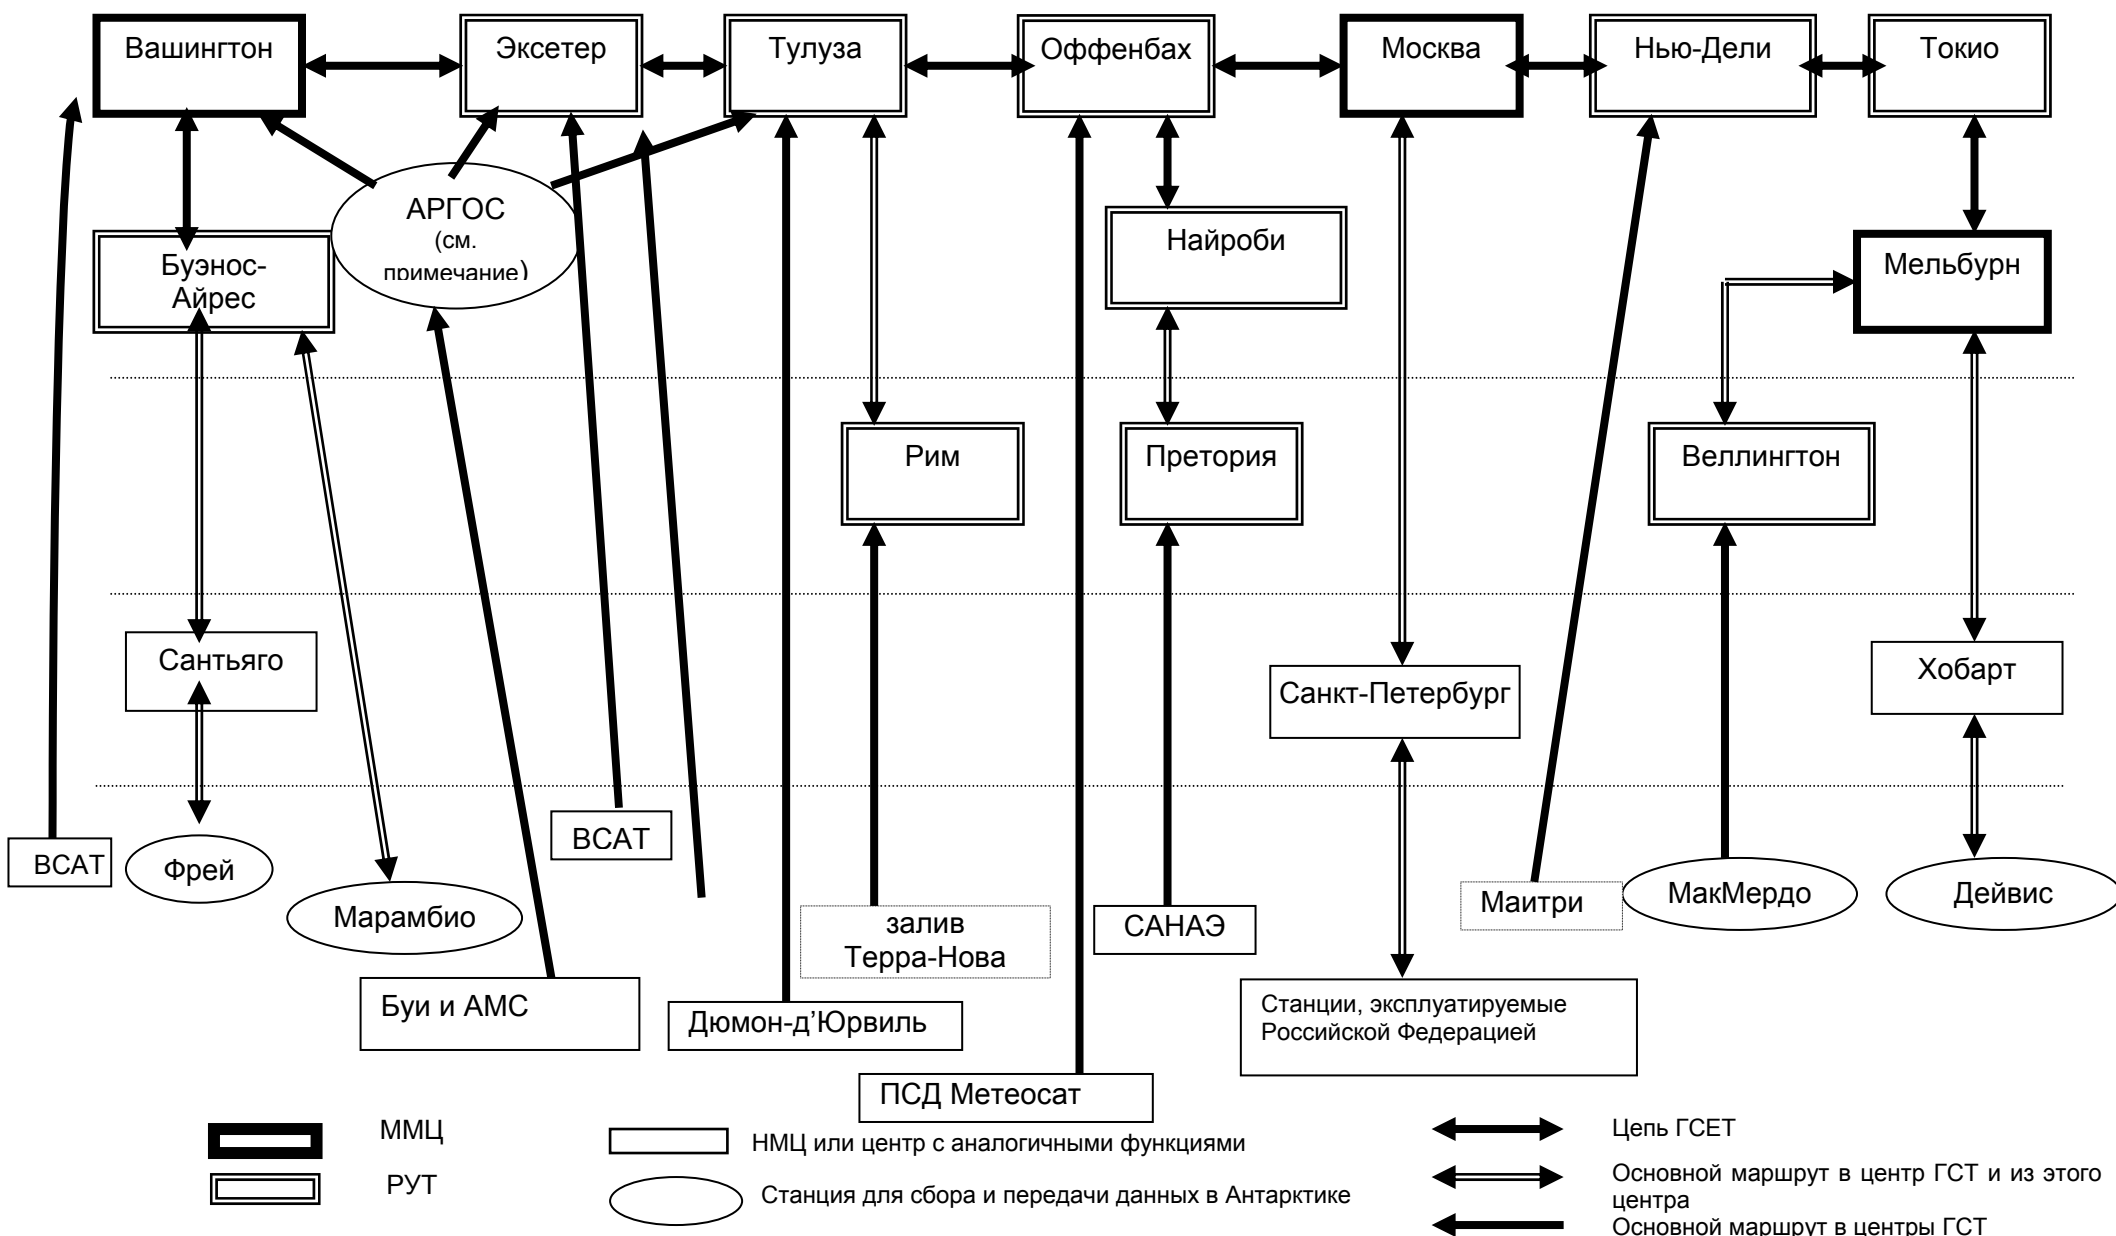 Вашингтон
Эксетер
Тулуза
Оффенбах
Москва
Нью-Дели
Токио
АРГОС
(см.
примечание)
Буэнос-
Айрес
Найроби
Мельбурн
Рим
Претория
Веллингтон
Сантьяго
Санкт-Петербург
Хобарт
ВСАТ
Фрей
Марамбио
ВСАТ
залив
Терра-Нова
САНАЭ
Маитри
МакМердо
Дейвис
Буи и АМС
Дюмон-д’Юрвиль
Станции, эксплуатируемые
Российской Федерацией
ПСД Метеосат
ММЦ
РУТ
НМЦ или центр с аналогичными функциями
Станция для сбора и передачи данных в Антарктике
Цепь ГСЕТ
Основной маршрут в центр ГСТ и из этого
центра
Основной маршрут в центры ГСТ